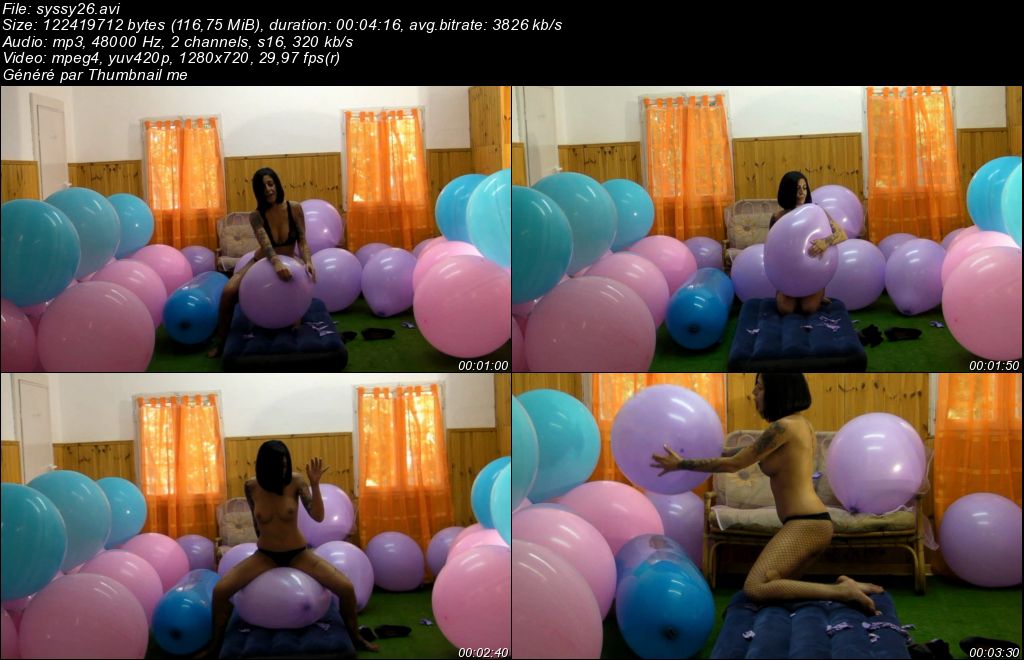 File: syssy26.avi
Size: 122419712 bytes (116,75 MiB), duration: 00:04:16, avg.bitrate: 3826 kb/s
Audio: mp3, 48000 Hz, 2 channels, s16, 320 kb/s
Video: mpeg4, yuv420p, 1280x720, 29,97 fps(r)
Généré par Thumbnail me
00:01:00
00:01:50
00:02:40
00:03:30